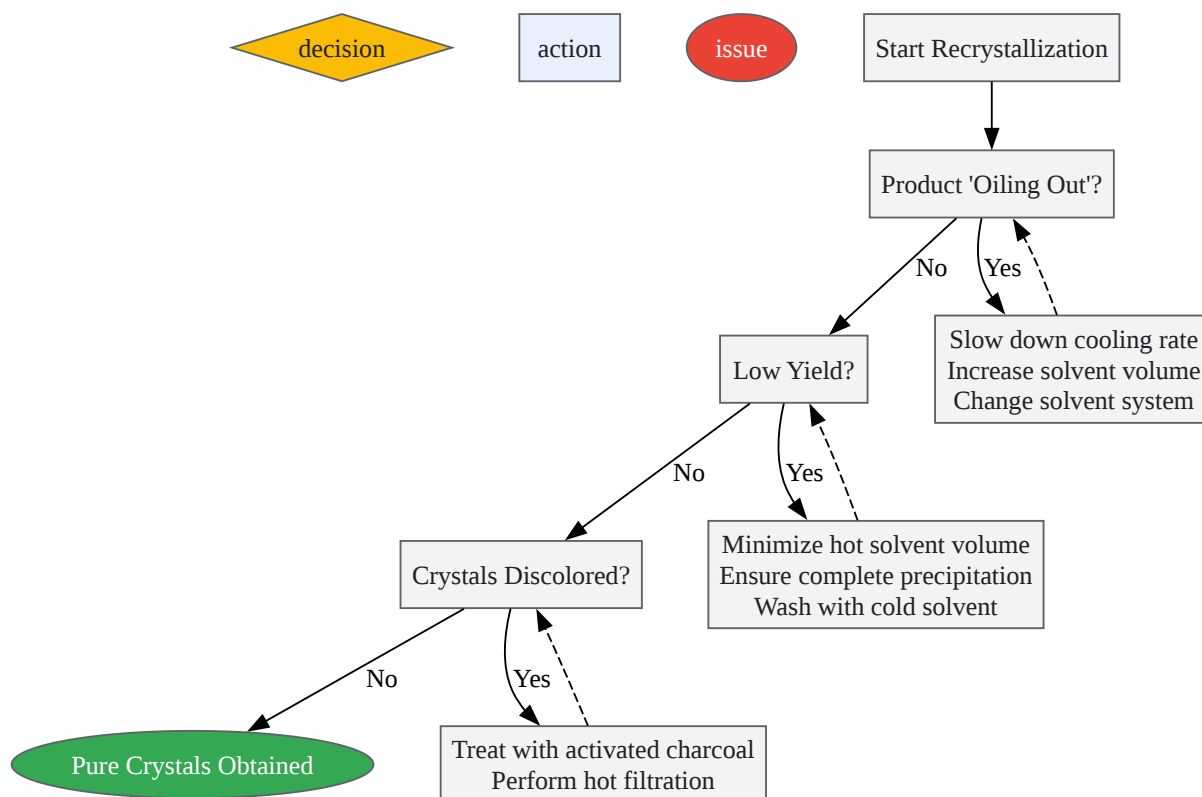 decision
action
issue
Start Recrystallization
Product 'Oiling Out'?
No
Yes
Slow down cooling rate
Increase solvent volume
Change solvent system
Low Yield?
No
Yes
Minimize hot solvent volume
Ensure complete precipitation
Wash with cold solvent
Crystals Discolored?
No
Yes
Pure Crystals Obtained
Treat with activated charcoal
Perform hot filtration